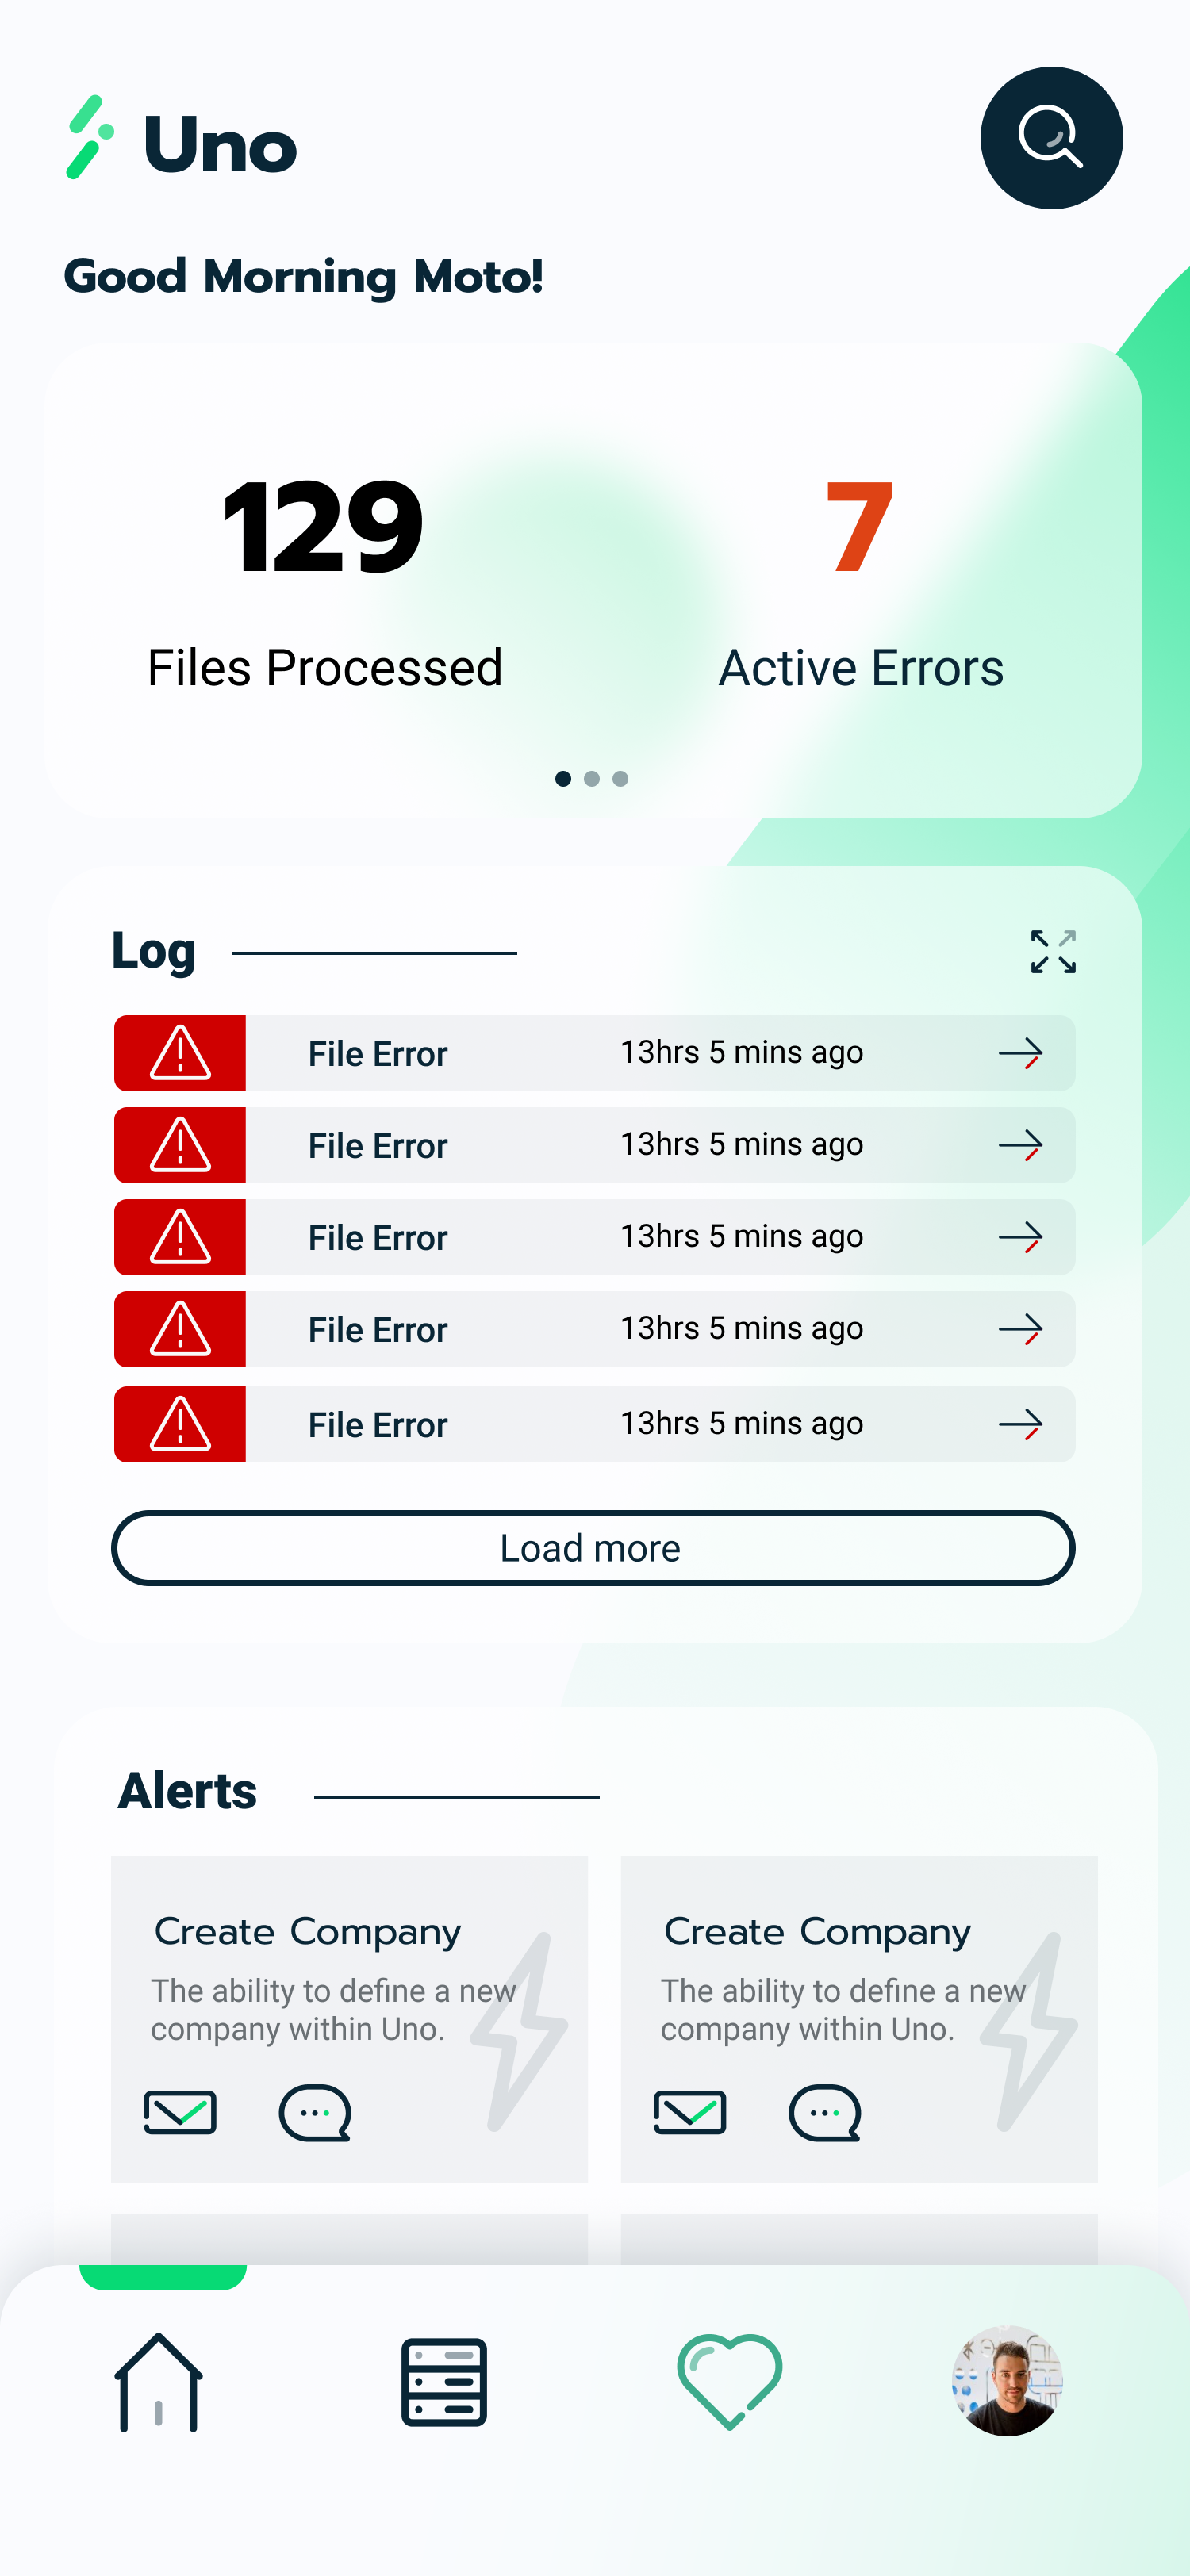 Uno
Good Morning Moto!
129
7
Files Processed
Active Errors
Log
File Error 13hrs 5 mins ago
File Error 13hrs 5 mins ago
File Error 13hrs 5 mins ago
File Error 13hrs 5 mins ago
File Error 13hrs 5 mins ago
Load more
Alerts
Create Company
The ability to define a new
company within Uno.
Create Company
The ability to define a new
company within Uno.